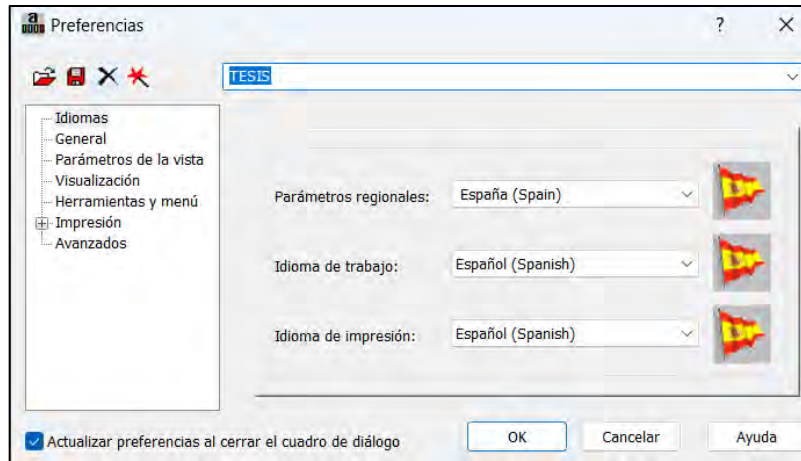 Preferencias
TESIS
Idiomas
General
Parámetros de la vista
Visualización
Herramientas y menú
Impresión
Avanzados
Parámetros regionales: España (Spain)
Idioma de trabajo: Español (Spanish)
Idioma de impresión: Español (Spanish)
Actualizar preferencias al cerrar el cuadro de diálogo
OK Cancelar Ayuda